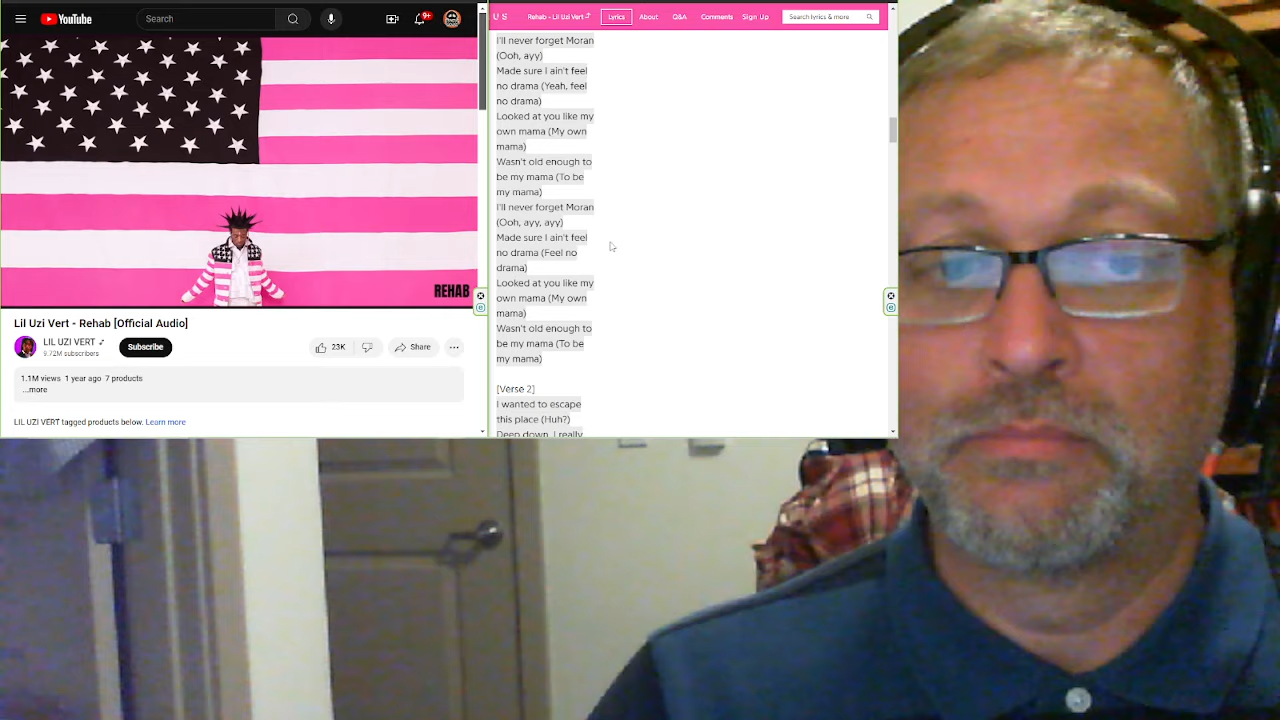 YouTube
Search
9+
REHAB
Lil Uzi Vert - Rehab [Official Audio]
LIL UZI VERT
9.72M subscribers
Subscribe
23K
Share
1.1M views 1 year ago 7 products
...more
LIL UZI VERT tagged products below. Learn more
U S
Rehab - Lil Uzi Vert
Lyrics
About
Q&A
Comments
Sign Up
Search lyrics & more
I'll never forget Moran
(Ooh, ayy)
Made sure I ain't feel
no drama (Yeah, feel
no drama)
Looked at you like my
own mama (My own
mama)
Wasn't old enough to
be my mama (To be
my mama)
I'll never forget Moran
(Ooh, ayy, ayy)
Made sure I ain't feel
no drama (Feel no
drama)
Looked at you like my
own mama (My own
mama)
Wasn't old enough to
be my mama (To be
my mama)
[Verse 2]
I wanted to escape
this place (Huh?)
Deep down, I really